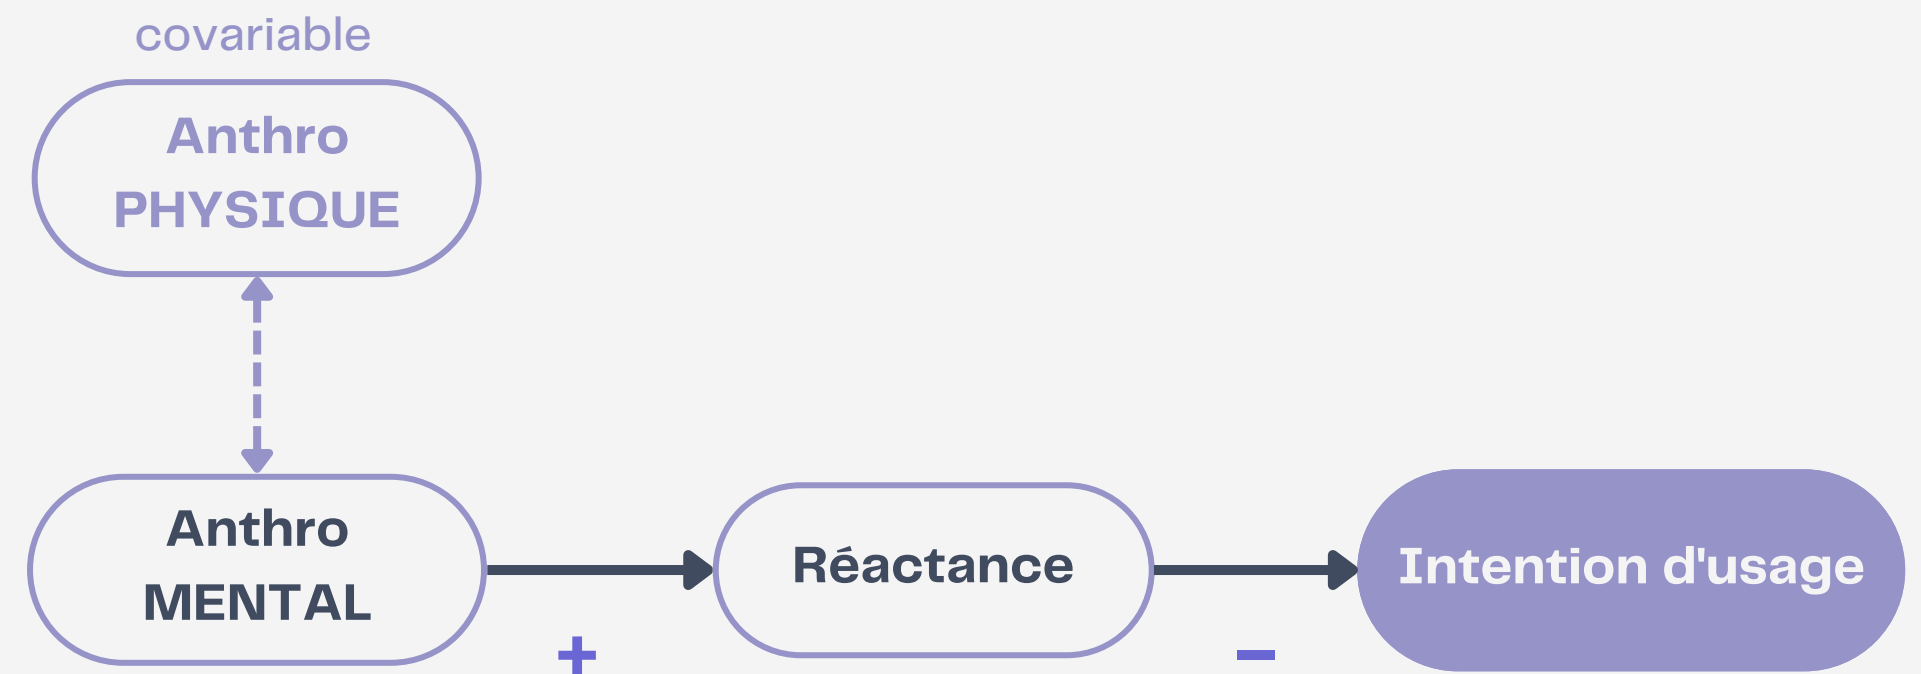 covariable
Anthro
PHYSIQUE
Anthro
MENTAL
Réactance
Intention d'usage
+
−